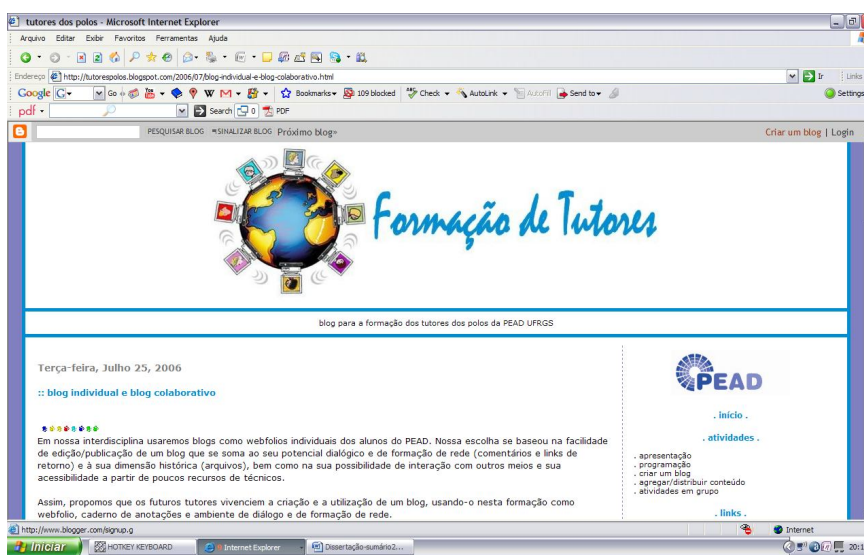 tutores dos polos - Microsoft Internet Explorer
Arquivo Editar Exibir Favoritos Ferramentas Ajuda
Endereço http://tutorespolos.blogspot.com/2006/07/blog-individual-e-blog-colaborativo.html Ir Links
Google Go Bookmarks 109 blocked Check AutoLink AutoFill Send to Settings
pdf Search 0 PDF
PESQUISAR BLOG SINALIZAR BLOG Próximo blog» Criar um blog | Login
Formação de Tutores
blog para a formação dos tutores dos polos da PEAD UFRGS
Terça-feira, Julho 25, 2006
:: blog individual e blog colaborativo
Em nossa interdisciplina usaremos blogs como webfolios individuais dos alunos do PEAD. Nossa escolha se baseou na facilidade
de edição/publicação de um blog que se soma ao seu potencial dialógico e de formação de rede (comentários e links de
retorno) e à sua dimensão histórica (arquivos), bem como na sua possibilidade de interação com outros meios e sua
acessibilidade a partir de poucos recursos de técnicos.
Assim, propomos que os futuros tutores vivenciem a criação e a utilização de um blog, usando-o nesta formação como
webfolio, caderno de anotações e ambiente de diálogo e de formação de rede.
PEAD
. início .
. atividades .
. apresentação
. programação
. criar um blog
. agregar/distribuir conteúdo
. atividades em grupo
. links .
http://www.blogger.com/signup.g Internet
Iniciar HOTKEY KEYBOARD Internet Explorer Dissertação-sumário2...